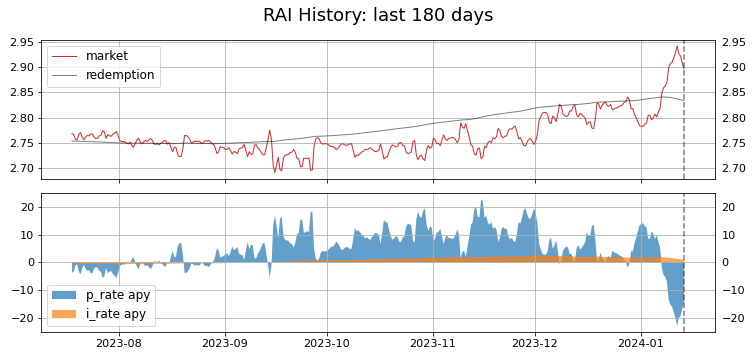 RAI History: last 180 days
2.95 2.95
market
redemption
2.90 2.90
2.85 2.85
2.80 2.80
2.75 2.75
2.70 2.70
20 20
10 10
0 0
−10 −10
p_rate apy
i_rate apy
−20 −20
2023-08 2023-09 2023-10 2023-11 2023-12 2024-01